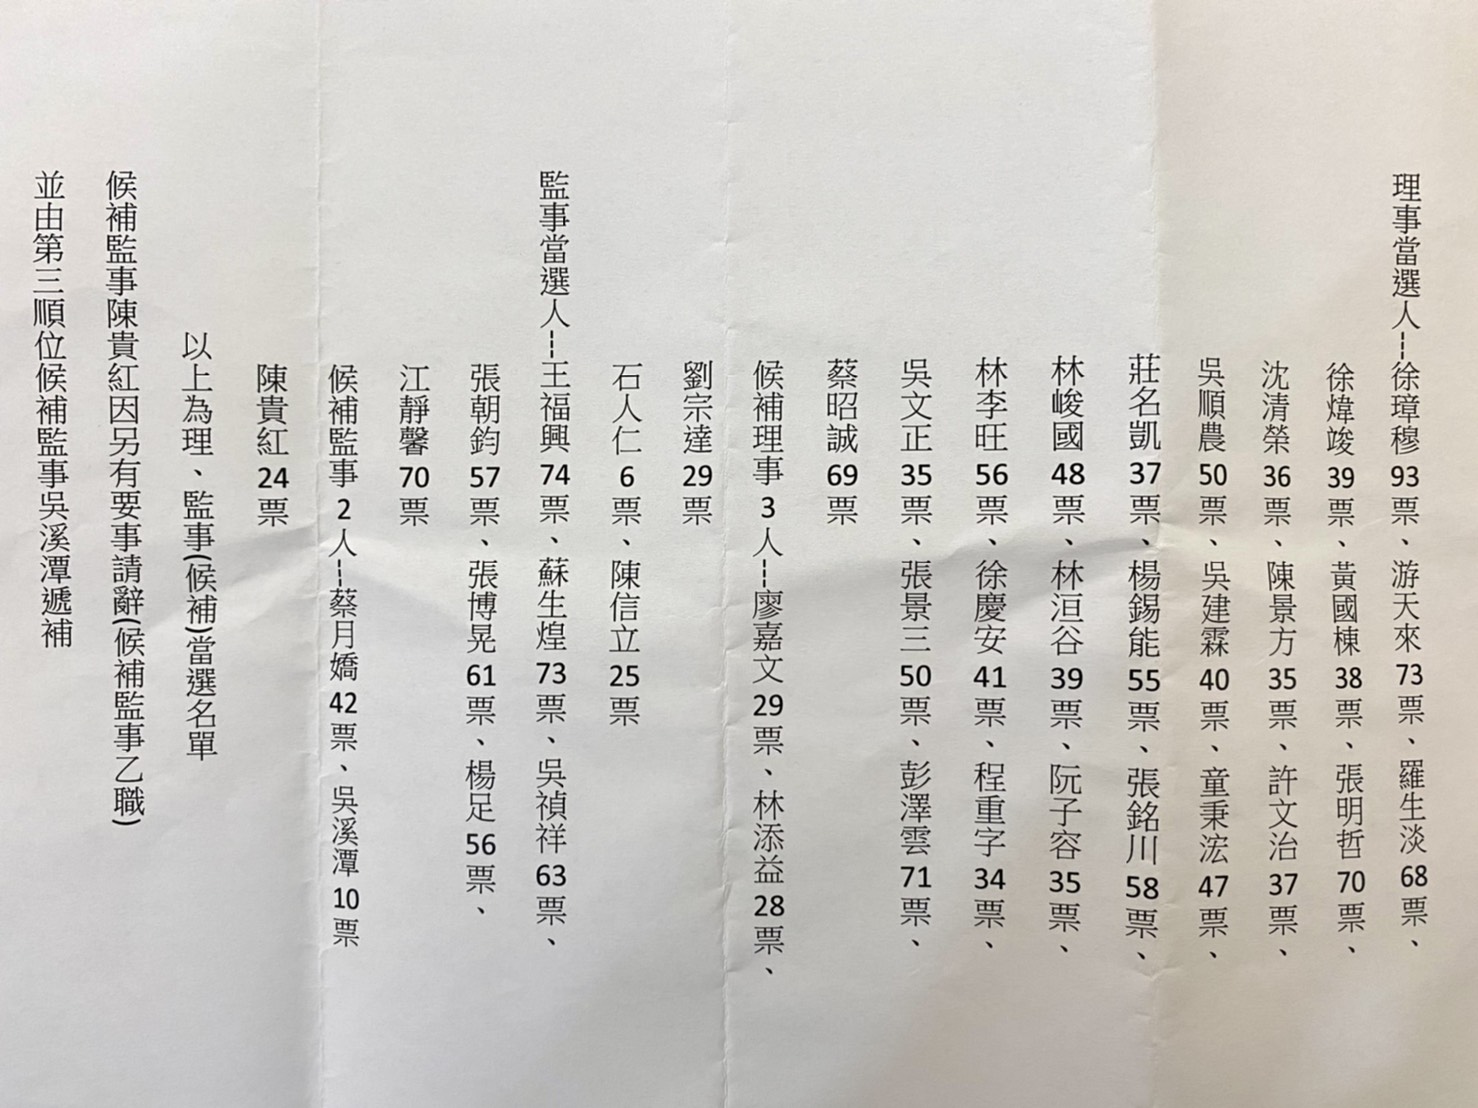 理事當選人---徐璋穆 93 票、游天來 73 票、羅生淡 68 票、
徐煒竣 39 票、黃國棟 38 票、張明哲 70 票、
沈清榮 36 票、陳景方 35 票、許文治 37 票、
吳順農 50 票、吳建霖 40 票、童秉浤 47 票、
莊名凱 37 票、楊錫能 55 票、張銘川 58 票、
林峻國 48 票、林洹谷 39 票、阮子容 35 票、
林李旺 56 票、徐慶安 41 票、程重字 34 票、
吳文正 35 票、張景三 50 票、彭澤雲 71 票、
蔡昭誠 69 票
候補理事 3 人---廖嘉文 29 票、林添益 28 票、
劉宗達 29 票
石人仁 6 票、陳信立 25 票
監事當選人---王福興 74 票、蘇生煌 73 票、吳禎祥 63 票、
張朝鈞 57 票、張博晃 61 票、楊足 56 票、
江靜馨 70 票
候補監事 2 人---蔡月嬌 42 票、吳溪潭 10 票
陳貴紅 24 票
以上為理、監事(候補)當選名單
候補監事陳貴紅因另有要事請辭(候補監事乙職)
並由第三順位候補監事吳溪潭遞補